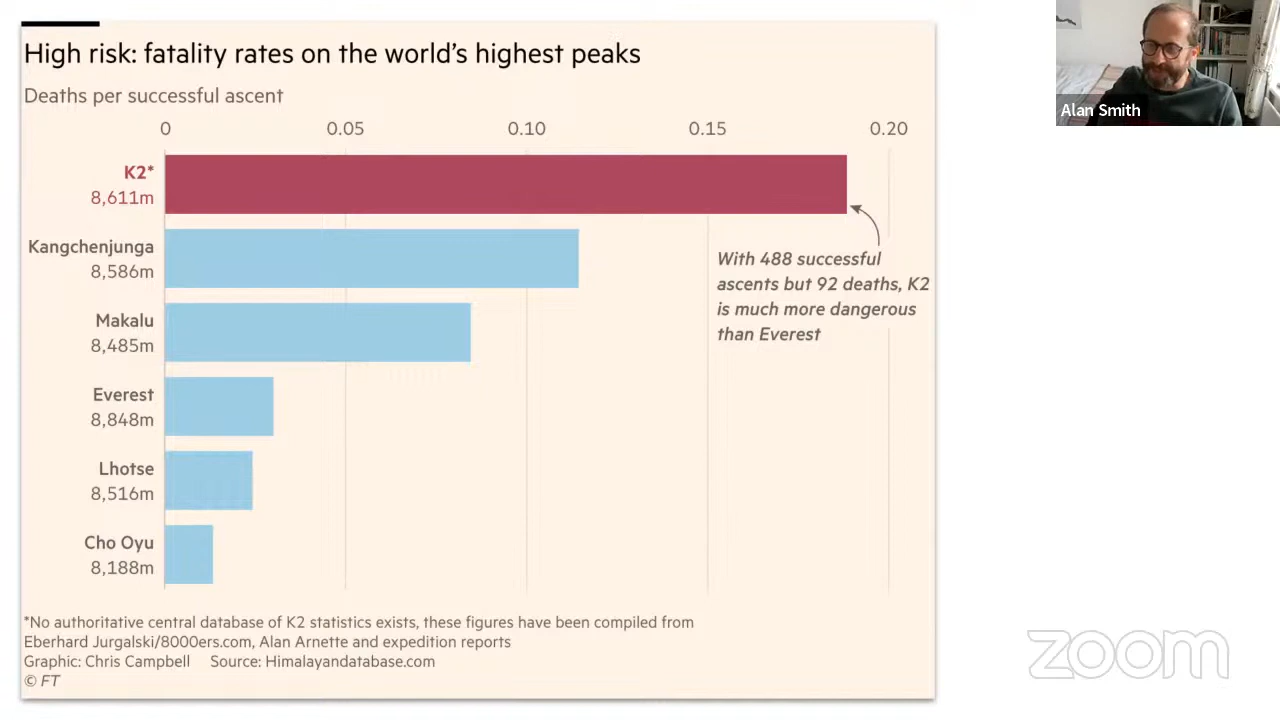 High risk: fatality rates on the world's highest peaks
Deaths per successful ascent
0 0.05 0.10 0.15 0.20
K2*
8,611m
Kangchenjunga
8,586m
Makalu
8,485m
Everest
8,848m
Lhotse
8,516m
Cho Oyu
8,188m
With 488 successful
ascents but 92 deaths, K2
is much more dangerous
than Everest
*No authoritative central database of K2 statistics exists, these figures have been compiled from
Eberhard Jurgalski/8000ers.com, Alan Arnette and expedition reports
Graphic: Chris Campbell Source: Himalayandatabase.com
© FT
Alan Smith
zoom